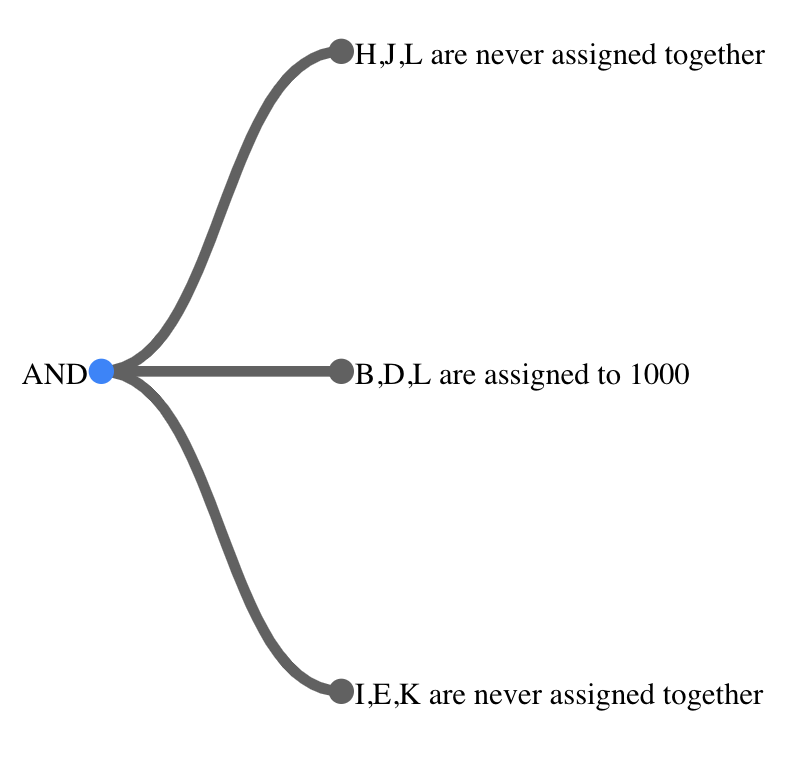 H,J,L are never assigned together
AND
B,D,L are assigned to 1000
I,E,K are never assigned together